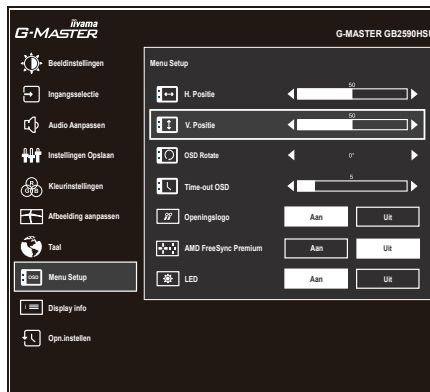 iiyama
G-MASTER
G-MASTER GB2590HSU
Beeldinstellingen
Ingangsselectie
Audio Aanpassen
Instellingen Opslaan
Kleurinstellingen
Afbeelding aanpassen
Taal
OSD Menu Setup
Display info
Opn.instellen
Menu Setup
H. Positie 50
V. Positie 50
OSD Rotate 0°
Time-out OSD 5
Openingslogo Aan Uit
AMD FreeSync Premium Aan Uit
LED Aan Uit